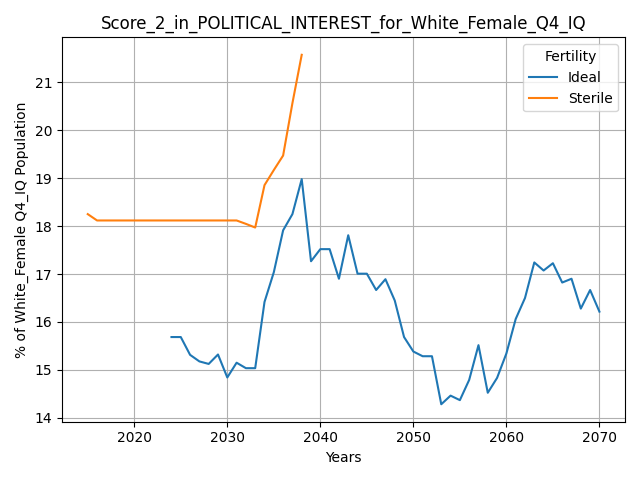 Score_2_in_POLITICAL_INTEREST_for_White_Female_Q4_IQ
Fertility
Ideal
Sterile
% of White_Female Q4_IQ Population
21
20
19
18
17
16
15
14
2020
2030
2040
2050
2060
2070
Years